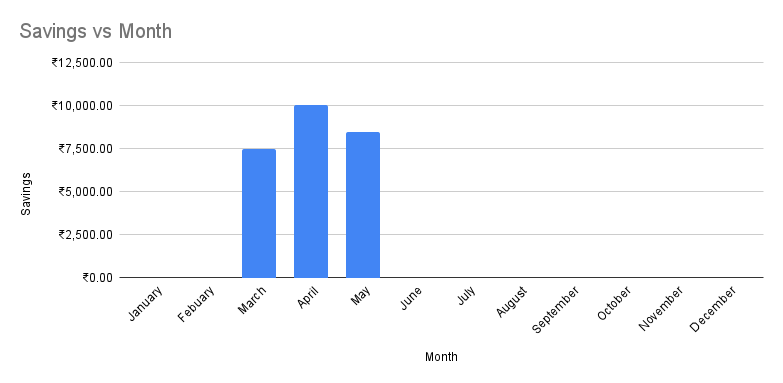 Savings vs Month
₹12,500.00
₹10,000.00
₹7,500.00
₹5,000.00
₹2,500.00
₹0.00
Savings
January
Febuary
March
April
May
June
July
August
September
October
November
December
Month